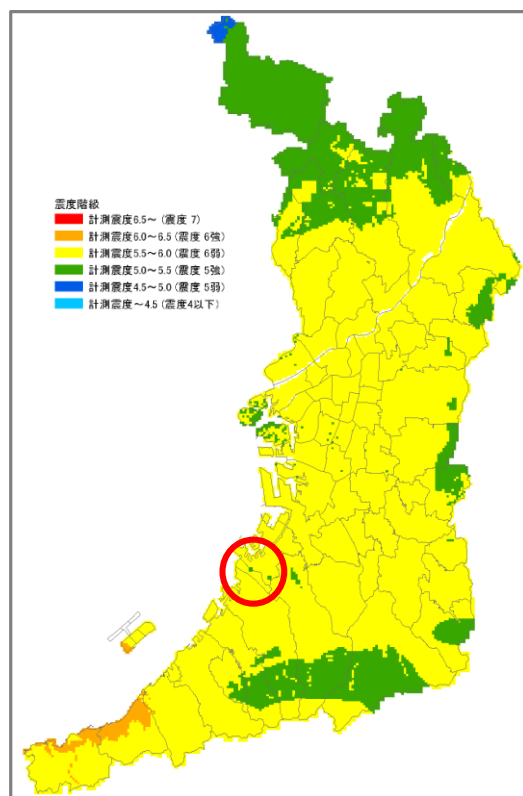 震度階級
計測震度6.5～ (震度 7)
計測震度6.0～6.5 (震度 6強)
計測震度5.5～6.0 (震度 6弱)
計測震度5.0～5.5 (震度 5強)
計測震度4.5～5.0 (震度 5弱)
計測震度～4.5 (震度4以下)